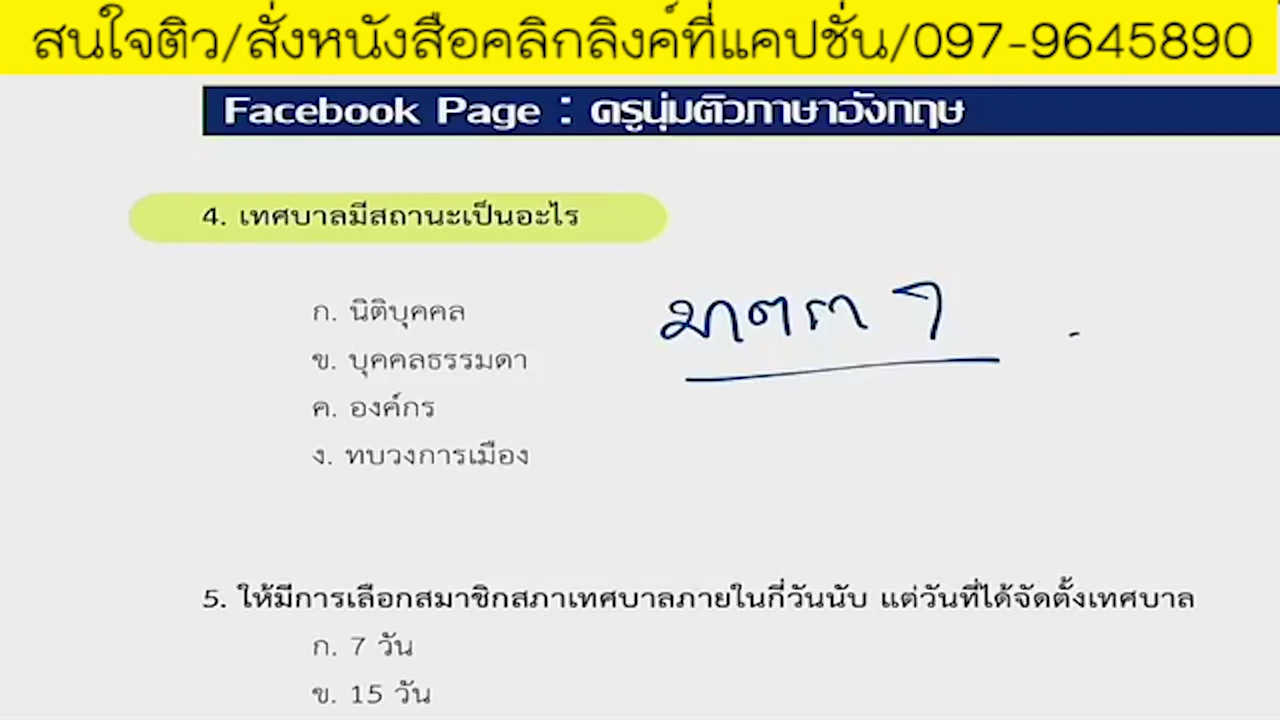 สนใจติว/สั่งหนังสือคลิกลิงค์ที่แคปชั่น/097-9645890
Facebook Page : ครูนุ่มติวภาษาอังกฤษ
4. เทศบาลมีสถานะเป็นอะไร
ก. นิติบุคคล
มาตรา 7
ข. บุคคลธรรมดา
ค. องค์กร
ง. ทบวงการเมือง
5. ให้มีการเลือกสมาชิกสภาเทศบาลภายในกี่วันนับ แต่วันที่ได้จัดตั้งเทศบาล
ก. 7 วัน
ข. 15 วัน